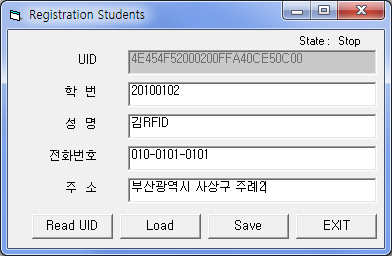 Registration Students
State : Stop
UID 4E454F52000200FFA40CE50C00
학 번 20100102
성 명 김RFID
전화번호 010-0101-0101
주 소 부산광역시 사상구 주례2
Read UID Load Save EXIT